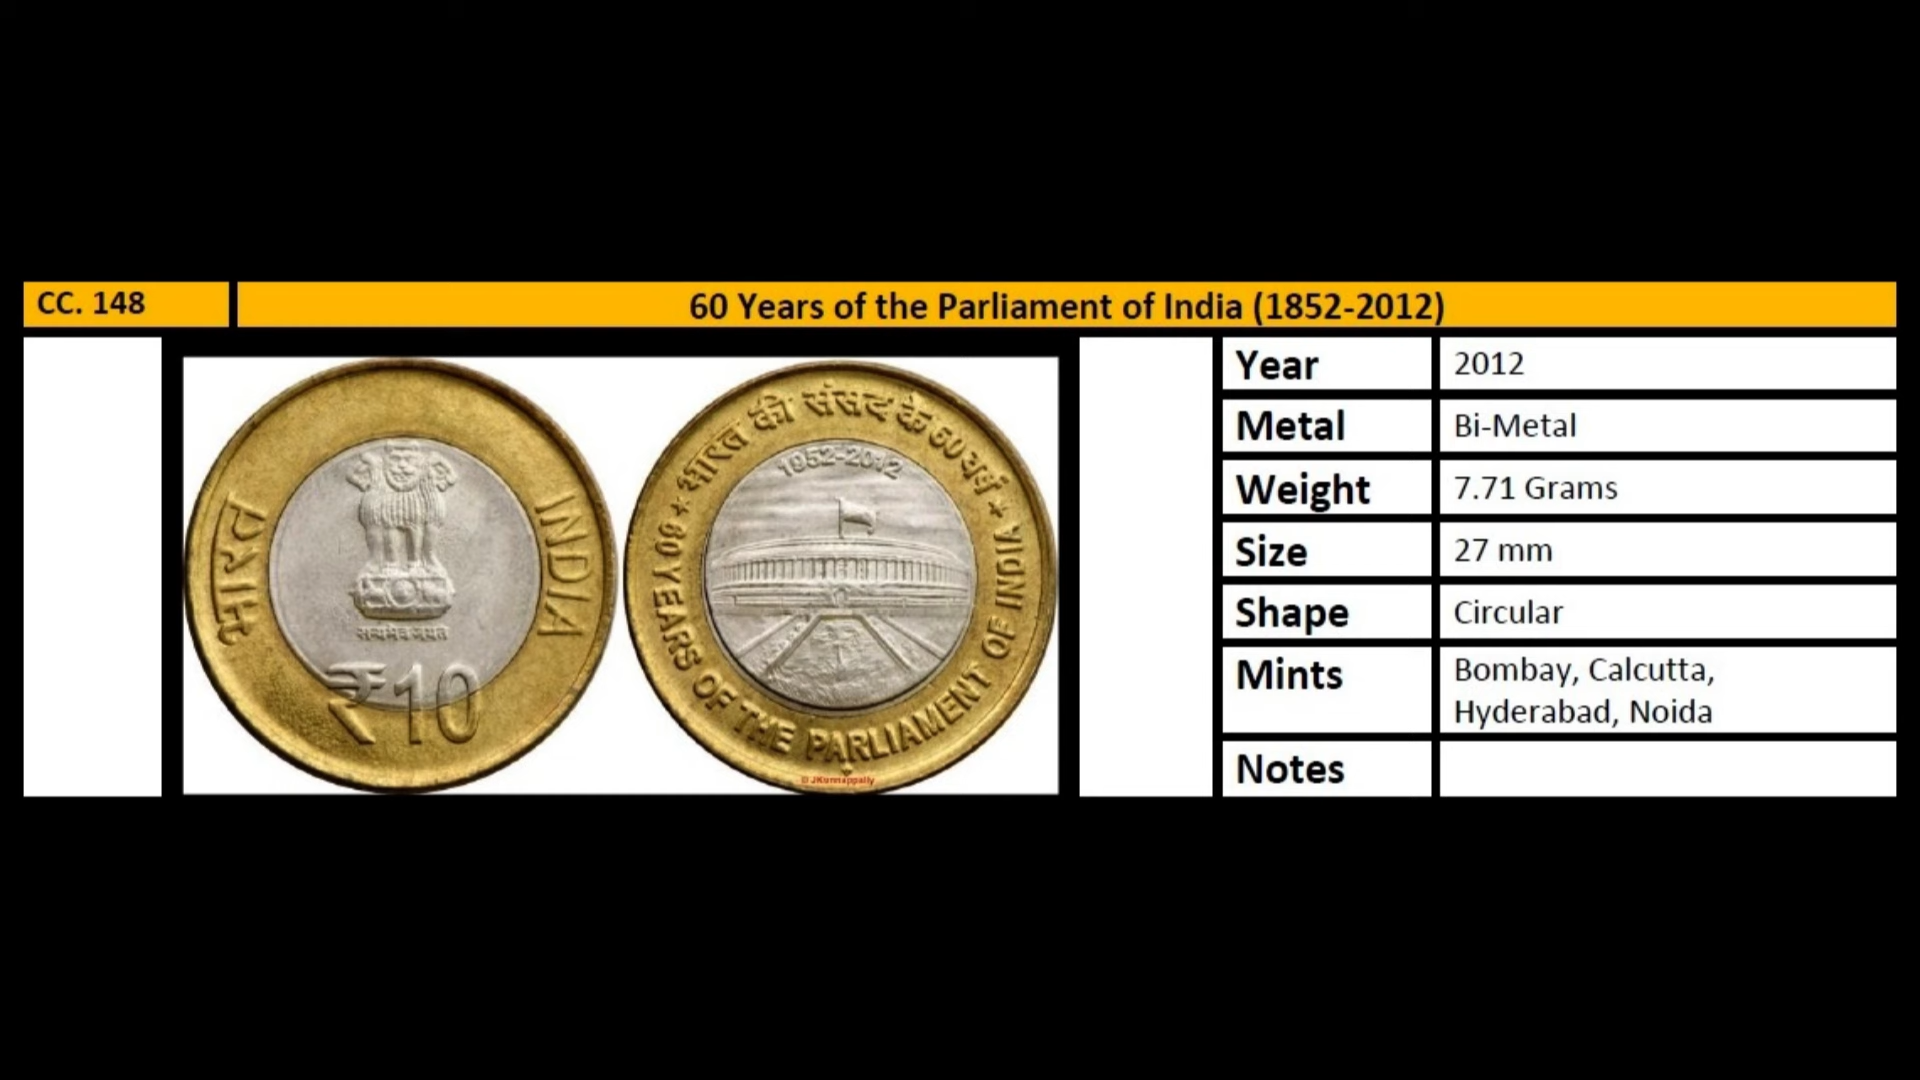 CC. 148
60 Years of the Parliament of India (1852-2012)
भारत
सत्यमेव जयते
INDIA
₹10
* भारत की संसद के 60 वर्ष *
1952-2012
60 YEARS OF THE PARLIAMENT OF INDIA
© JKunnappally
Year 2012
Metal Bi-Metal
Weight 7.71 Grams
Size 27 mm
Shape Circular
Mints Bombay, Calcutta,
Hyderabad, Noida
Notes